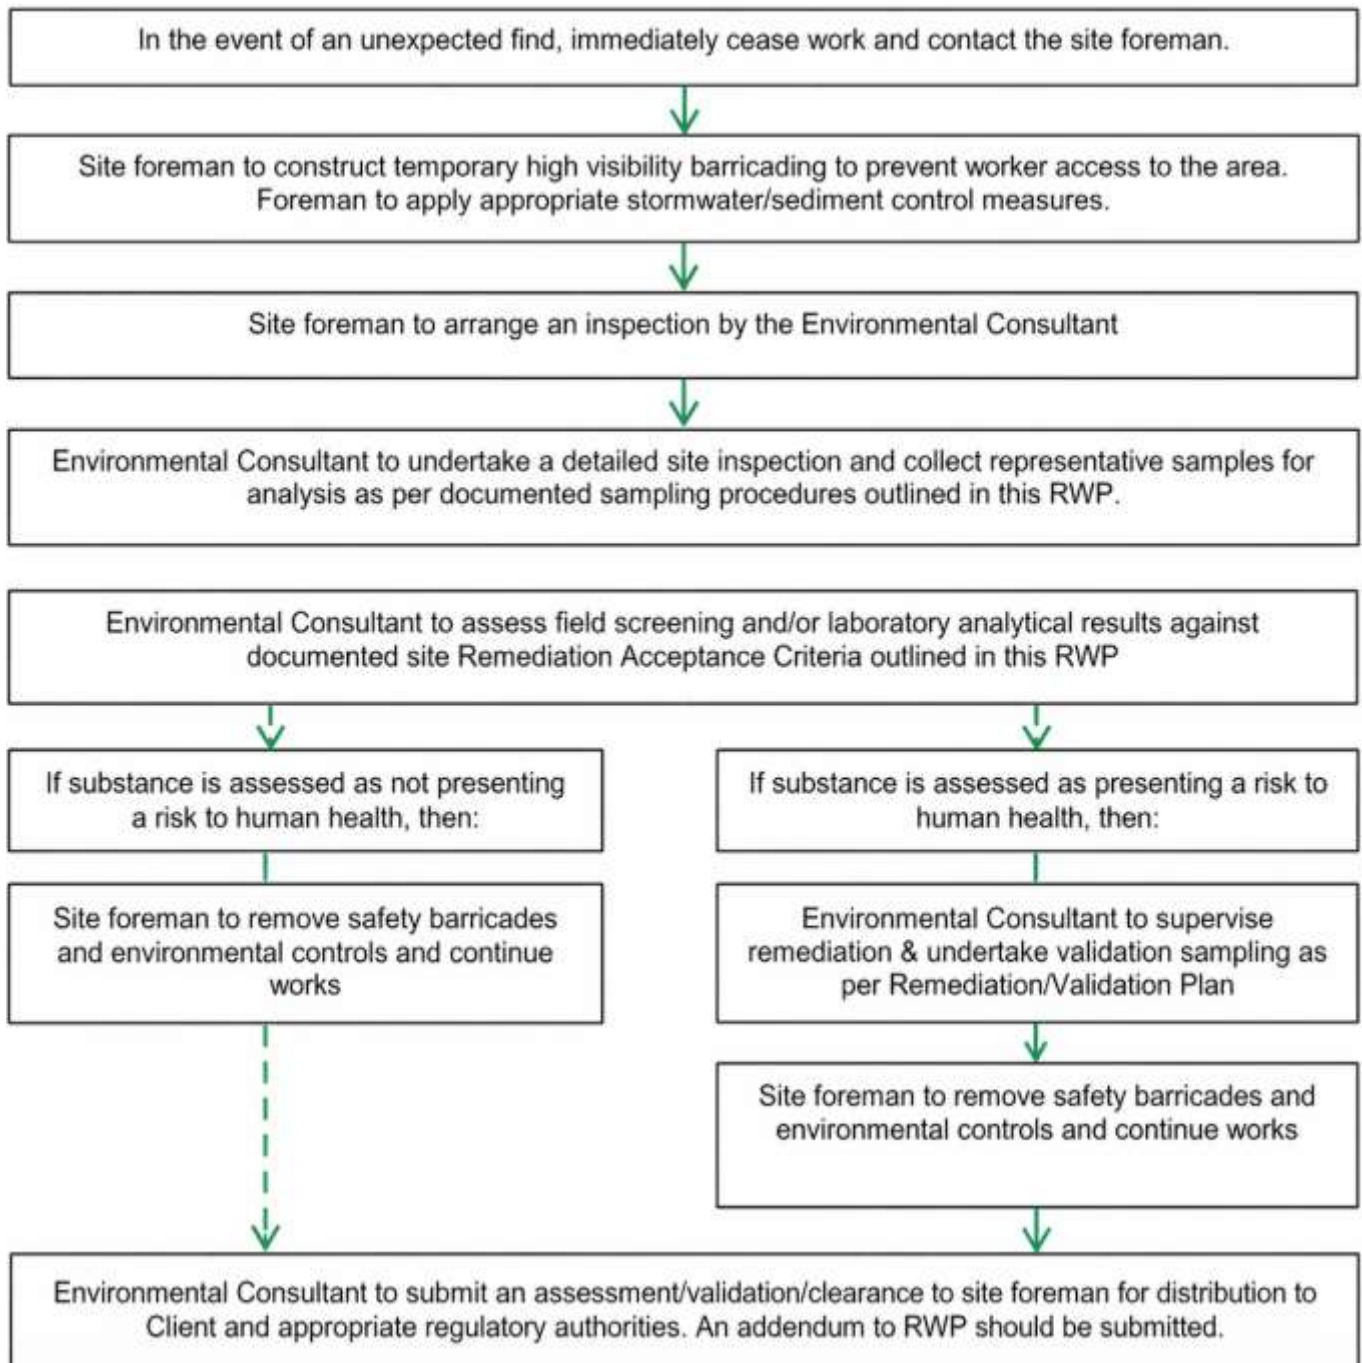 In the event of an unexpected find, immediately cease work and contact the site foreman.
Site foreman to construct temporary high visibility barricading to prevent worker access to the area.
Foreman to apply appropriate stormwater/sediment control measures.
Site foreman to arrange an inspection by the Environmental Consultant
Environmental Consultant to undertake a detailed site inspection and collect representative samples for
analysis as per documented sampling procedures outlined in this RWP.
Environmental Consultant to assess field screening and/or laboratory analytical results against
documented site Remediation Acceptance Criteria outlined in this RWP
If substance is assessed as not presenting
a risk to human health, then:
Site foreman to remove safety barricades
and environmental controls and continue
works
If substance is assessed as presenting a risk to
human health, then:
Environmental Consultant to supervise
remediation & undertake validation sampling as
per Remediation/Validation Plan
Site foreman to remove safety barricades and
environmental controls and continue works
Environmental Consultant to submit an assessment/validation/clearance to site foreman for distribution to
Client and appropriate regulatory authorities. An addendum to RWP should be submitted.